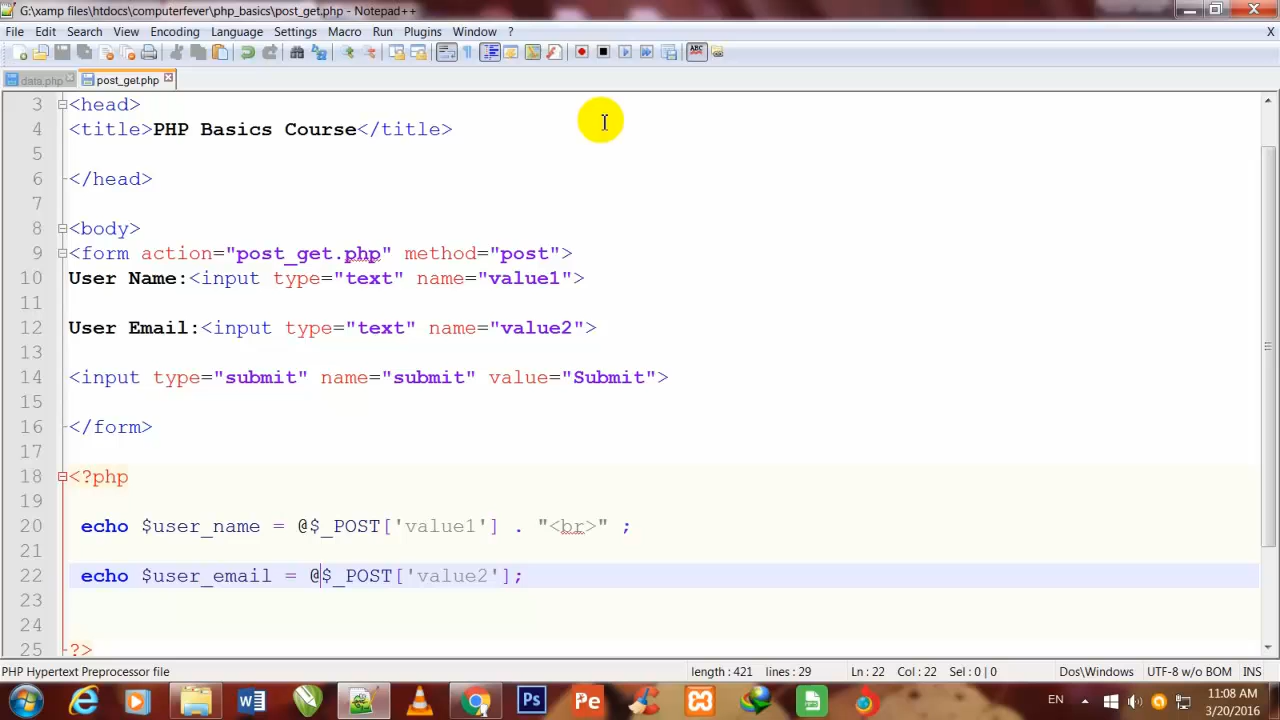 G:\xamp files\htdocs\computerfever\php_basics\post_get.php - Notepad++
File Edit Search View Encoding Language Settings Macro Run Plugins Window ? X
data.php post_get.php
3 <head>
4 <title>PHP Basics Course</title>
5
6 </head>
7
8 <body>
9 <form action="post_get.php" method="post">
10 User Name:<input type="text" name="value1">
11
12 User Email:<input type="text" name="value2">
13
14 <input type="submit" name="submit" value="Submit">
15
16 </form>
17
18 <?php
19
20 echo $user_name = @$_POST['value1'] . "<br>" ;
21
22 echo $user_email = @$_POST['value2'];
23
24
25 ?>
PHP Hypertext Preprocessor file length : 421 lines : 29 Ln : 22 Col : 22 Sel : 0 | 0 Dos\Windows UTF-8 w/o BOM INS
EN 11:08 AM
3/20/2016